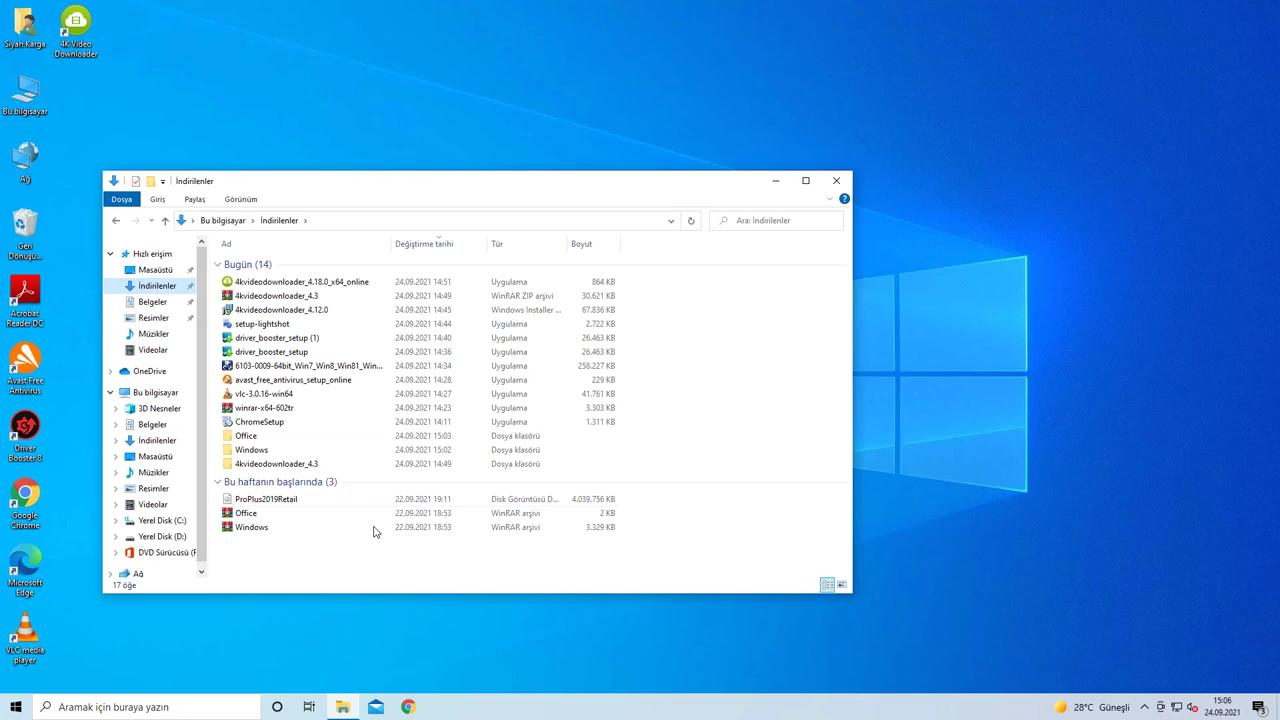 Siyah Karga
4K Video
Downloader
Bu bilgisayar
Ağ
Geri
Dönüşü...
Acrobat
Reader DC
Avast Free
Antivirus
Driver
Booster 8
Google
Chrome
Microsoft
Edge
VLC media
player
İndirilenler
Dosya Giriş Paylaş Görünüm
Bu bilgisayar > İndirilenler >
Ara: İndirilenler
Hızlı erişim
Masaüstü
İndirilenler
Belgeler
Resimler
Müzikler
Videolar
OneDrive
Bu bilgisayar
3D Nesneler
Belgeler
İndirilenler
Masaüstü
Müzikler
Resimler
Videolar
Yerel Disk (C:)
Yerel Disk (D:)
DVD Sürücüsü (F
Ağ
17 öğe
Ad Değiştirme tarihi Tür Boyut
Bugün (14)
4kvideodownloader_4.18.0_x64_online 24.09.2021 14:51 Uygulama 864 KB
4kvideodownloader_4.3 24.09.2021 14:49 WinRAR ZIP arşivi 30.621 KB
4kvideodownloader_4.12.0 24.09.2021 14:45 Windows Installer ... 67.836 KB
setup-lightshot 24.09.2021 14:44 Uygulama 2.722 KB
driver_booster_setup (1) 24.09.2021 14:40 Uygulama 26.463 KB
driver_booster_setup 24.09.2021 14:36 Uygulama 26.463 KB
6103-0009-64bit_Win7_Win8_Win81_Win... 24.09.2021 14:34 Uygulama 258.227 KB
avast_free_antivirus_setup_online 24.09.2021 14:28 Uygulama 229 KB
vlc-3.0.16-win64 24.09.2021 14:27 Uygulama 41.761 KB
winrar-x64-602tr 24.09.2021 14:23 Uygulama 3.303 KB
ChromeSetup 24.09.2021 14:11 Uygulama 1.311 KB
Office 24.09.2021 15:03 Dosya klasörü
Windows 24.09.2021 15:02 Dosya klasörü
4kvideodownloader_4.3 24.09.2021 14:49 Dosya klasörü
Bu haftanın başlarında (3)
ProPlus2019Retail 22.09.2021 19:11 Disk Görüntüsü D... 4.039.756 KB
Office 22.09.2021 18:53 WinRAR arşivi 2 KB
Windows 22.09.2021 18:53 WinRAR arşivi 3.329 KB
Aramak için buraya yazın
28°C Güneşli
15:06
24.09.2021
3